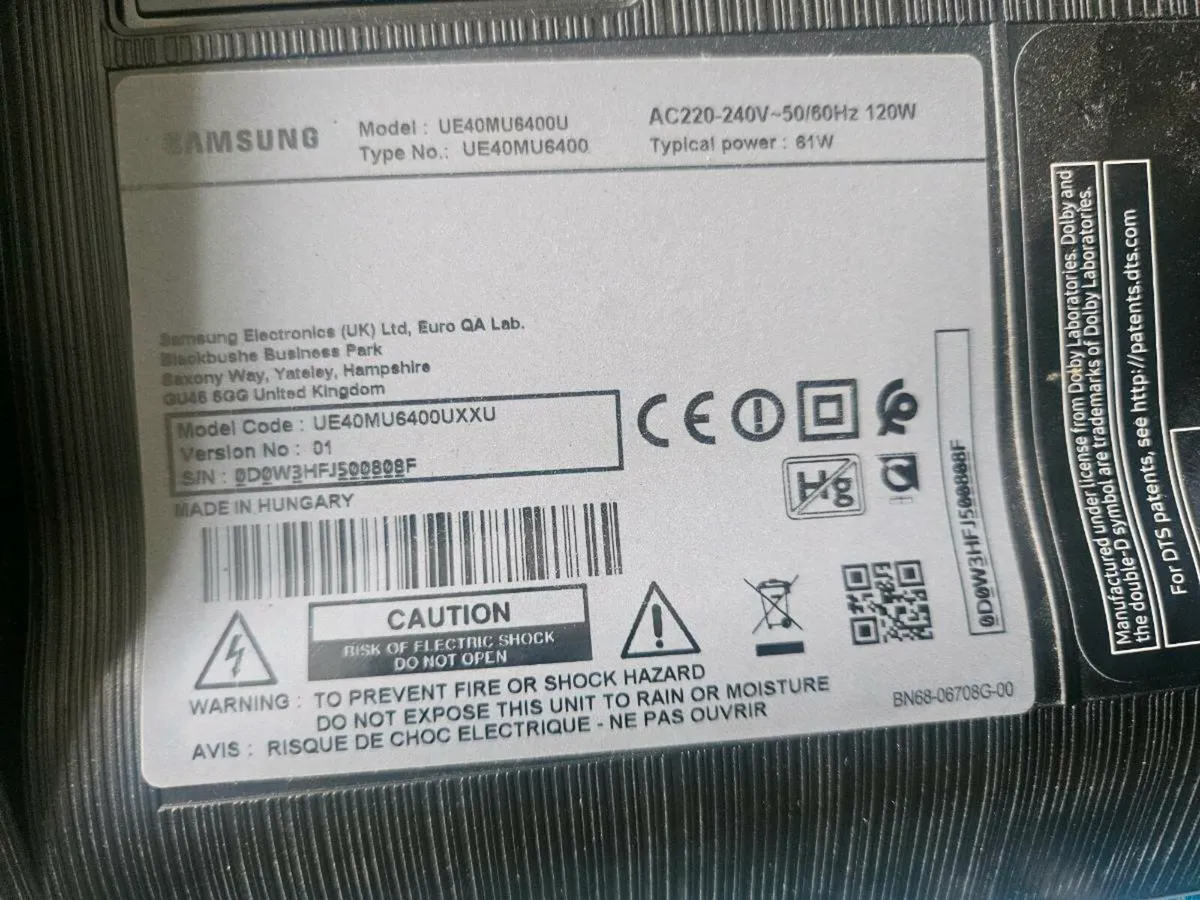 SAMSUNG
Model : UE40MU6400U
Type No.: UE40MU6400
AC220-240V~50/60Hz 120W
Typical power : 61W
Samsung Electronics (UK) Ltd, Euro QA Lab.
Blackbushe Business Park
Saxony Way, Yateley, Hampshire
GU46 6GG United Kingdom
Model Code : UE40MU6400UXXU
Version No : 01
S/N : 0D0W3HFJ500808F
MADE IN HUNGARY
CE
Hg
0D0W3HFJ500808F
CAUTION
RISK OF ELECTRIC SHOCK
DO NOT OPEN
WARNING : TO PREVENT FIRE OR SHOCK HAZARD
DO NOT EXPOSE THIS UNIT TO RAIN OR MOISTURE
AVIS : RISQUE DE CHOC ELECTRIQUE - NE PAS OUVRIR
BN68-06708G-00
Manufactured under license from Dolby Laboratories. Dolby and
the double-D symbol are trademarks of Dolby Laboratories.
For DTS patents, see http://patents.dts.com